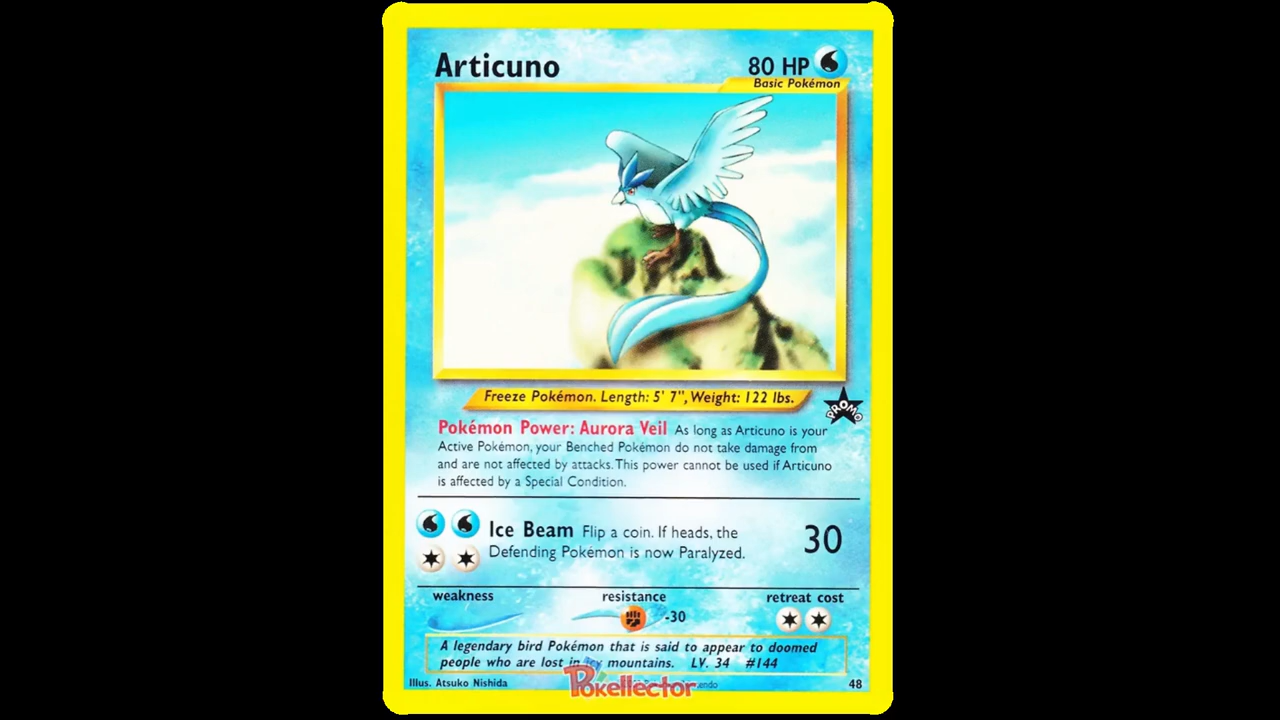 Articuno
80 HP
Basic Pokémon
Freeze Pokémon. Length: 5' 7", Weight: 122 lbs.
PROMO
Pokémon Power: Aurora Veil As long as Articuno is your
Active Pokémon, your Benched Pokémon do not take damage from
and are not affected by attacks. This power cannot be used if Articuno
is affected by a Special Condition.
Ice Beam Flip a coin. If heads, the
Defending Pokémon is now Paralyzed.
30
weakness resistance retreat cost
-30
A legendary bird Pokémon that is said to appear to doomed
people who are lost in icy mountains. LV. 34 #144
Illus. Atsuko Nishida
Pokellector
48